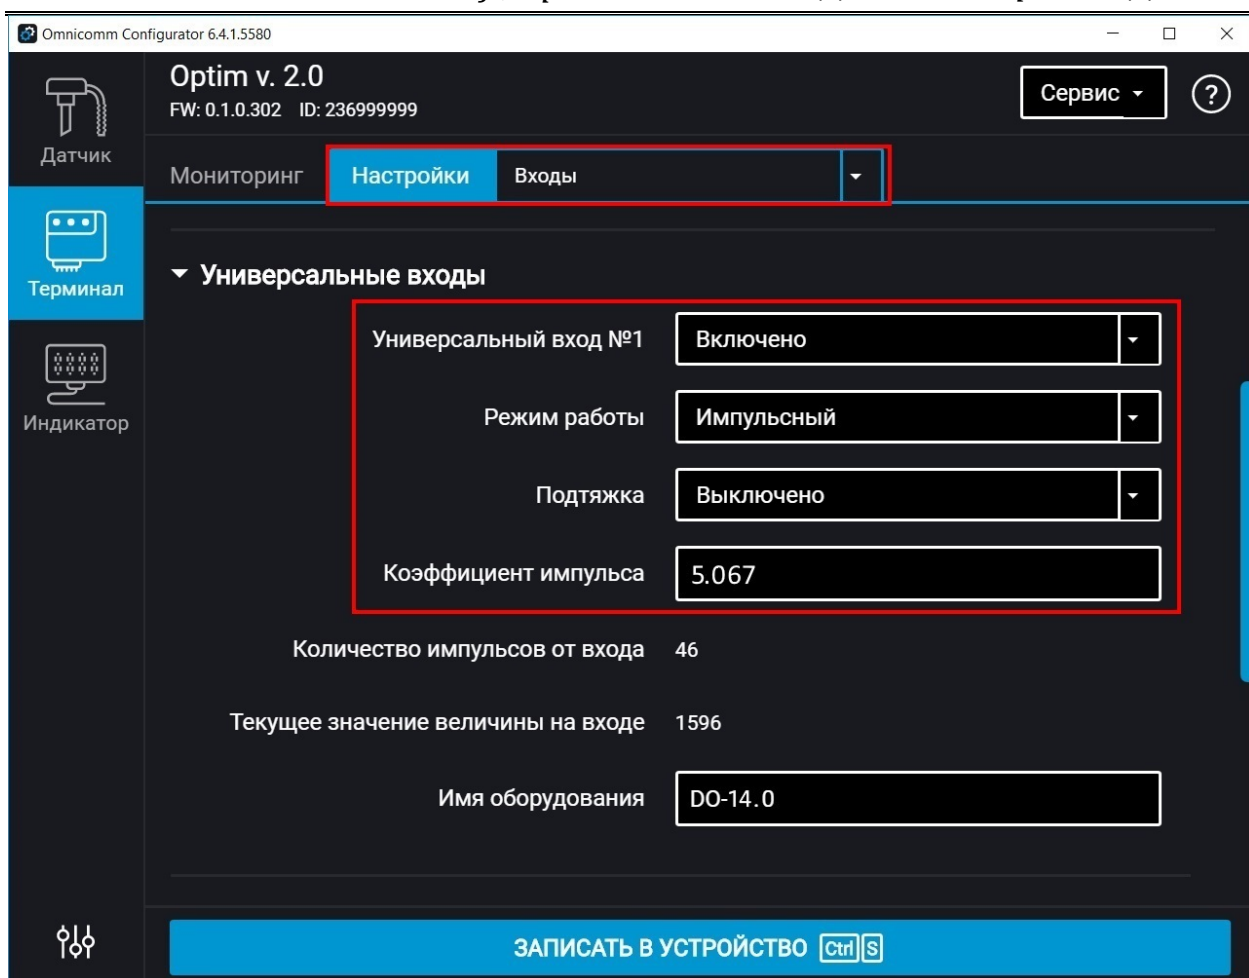 Omnicomm Configurator 6.4.1.5580
Optim v. 2.0
FW: 0.1.0.302 ID: 236999999
Сервис
?
Датчик
Мониторинг Настройки Входы
Терминал
Универсальные входы
Универсальный вход №1 Включено
Режим работы Импульсный
Индикатор
Подтяжка Выключено
Коэффициент импульса 5.067
Количество импульсов от входа 46
Текущее значение величины на входе 1596
Имя оборудования DO-14.0
ЗАПИСАТЬ В УСТРОЙСТВО Ctrl S